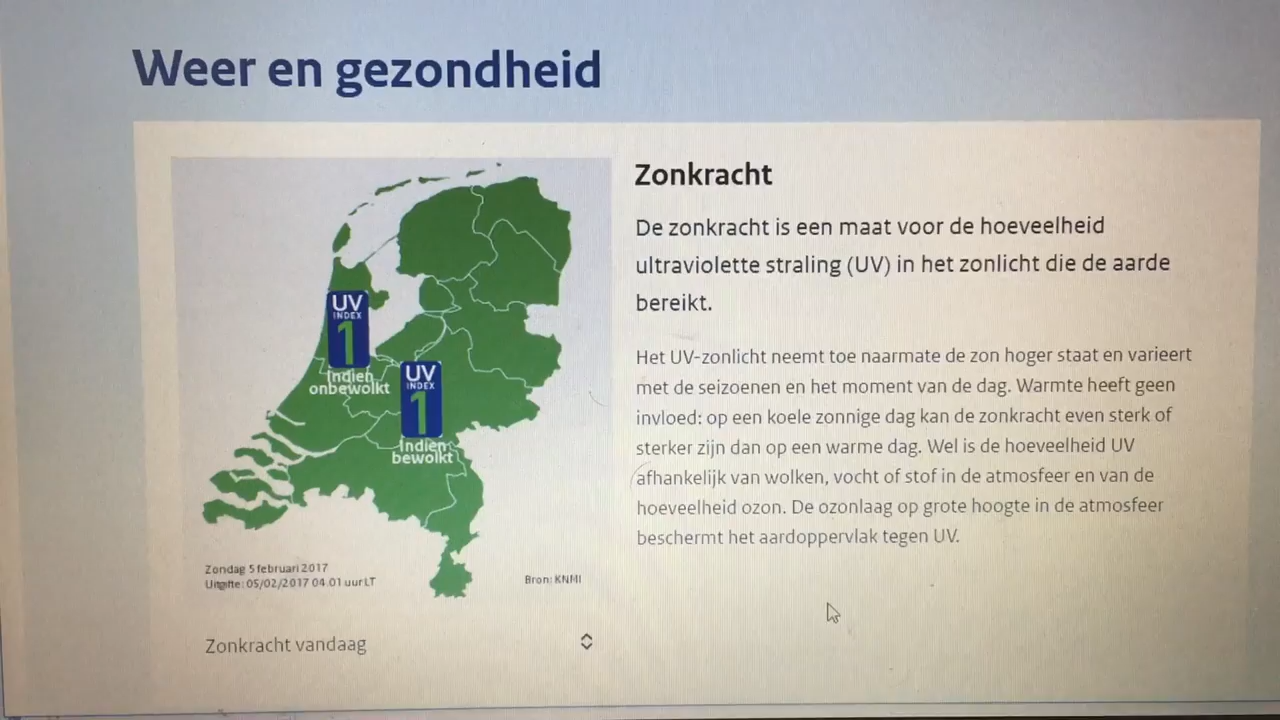 Weer en gezondheid
UV
INDEX
1
Indien
onbewolkt
UV
INDEX
1
Indien
bewolkt
Zondag 5 februari 2017
Uitgifte: 05/02/2017 04.01 uur LT
Bron: KNMI
Zonkracht vandaag
Zonkracht
De zonkracht is een maat voor de hoeveelheid
ultraviolette straling (UV) in het zonlicht die de aarde
bereikt.
Het UV-zonlicht neemt toe naarmate de zon hoger staat en varieert
met de seizoenen en het moment van de dag. Warmte heeft geen
invloed: op een koele zonnige dag kan de zonkracht even sterk of
sterker zijn dan op een warme dag. Wel is de hoeveelheid UV
afhankelijk van wolken, vocht of stof in de atmosfeer en van de
hoeveelheid ozon. De ozonlaag op grote hoogte in de atmosfeer
beschermt het aardoppervlak tegen UV.